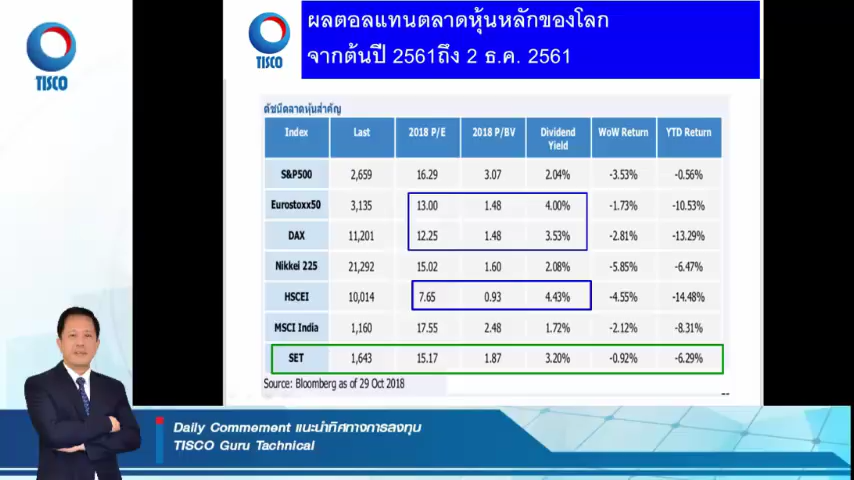 TISCO
TISCO
ผลตอลแทนตลาดหุ้นหลักของโลก
จากต้นปี 2561ถึง 2 ธ.ค. 2561
ดัชนีตลาดหุ้นสำคัญ
Index Last 2018 P/E 2018 P/BV Dividend Yield WoW Return YTD Return
S&P500 2,659 16.29 3.07 2.04% -3.53% -0.56%
Eurostoxx50 3,135 13.00 1.48 4.00% -1.73% -10.53%
DAX 11,201 12.25 1.48 3.53% -2.81% -13.29%
Nikkei 225 21,292 15.02 1.60 2.08% -5.85% -6.47%
HSCEI 10,014 7.65 0.93 4.43% -4.55% -14.48%
MSCI India 1,160 17.55 2.48 1.72% -2.12% -8.31%
SET 1,643 15.17 1.87 3.20% -0.92% -6.29%
Source: Bloomberg as of 29 Oct 2018
Daily Commement แนะนำทิศทางการลงทุน
TISCO Guru Tachnical